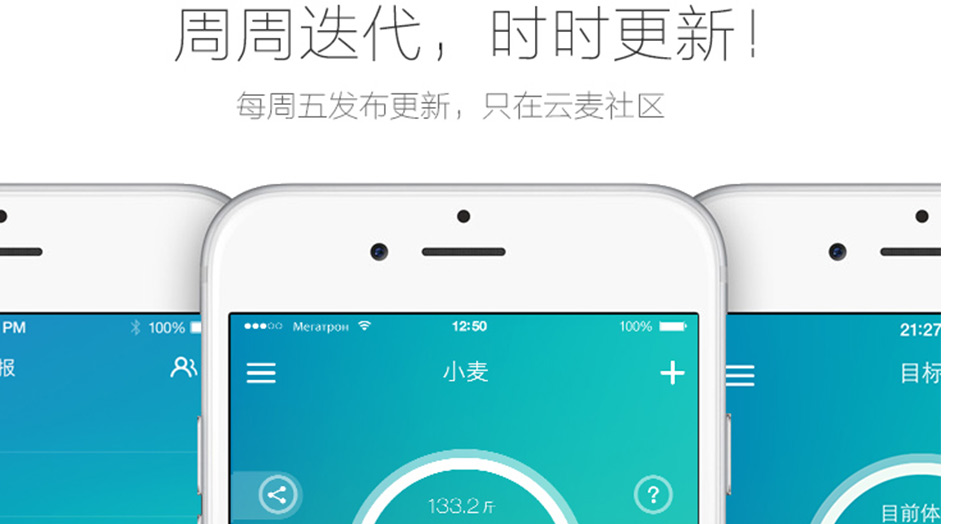 周周迭代，时时更新！
每周五发布更新，只在云麦社区
PM 100%
报
Мегатрон 12:50 100%
小麦
133.2斤
?
21:27
目标
目前体